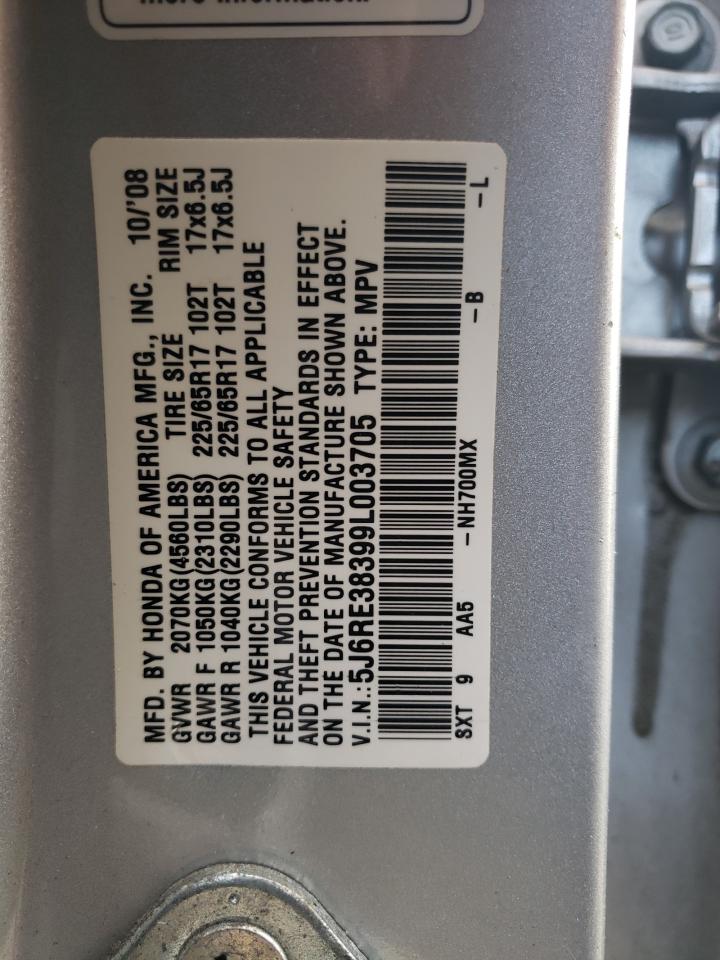 more information.
MFD. BY HONDA OF AMERICA MFG., INC. 10/'08
GVWR 2070KG(4560LBS) TIRE SIZE RIM SIZE
GAWR F 1050KG(2310LBS) 225/65R17 102T 17x6.5J
GAWR R 1040KG(2290LBS) 225/65R17 102T 17x6.5J
THIS VEHICLE CONFORMS TO ALL APPLICABLE
FEDERAL MOTOR VEHICLE SAFETY
AND THEFT PREVENTION STANDARDS IN EFFECT
ON THE DATE OF MANUFACTURE SHOWN ABOVE.
V.I.N.:5J6RE38399L003705 TYPE: MPV
SXT 9 AA5 -NH700MX -B -L